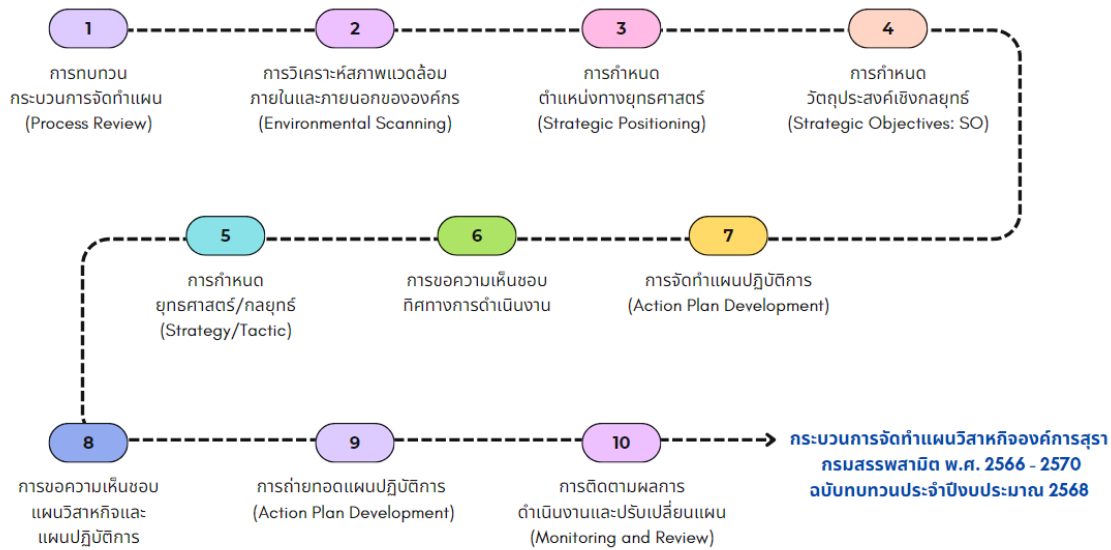 1
การทบทวน
กระบวนการจัดทำแผน
(Process Review)
2
การวิเคราะห์สภาพแวดล้อม
ภายในและภายนอกขององค์กร
(Environmental Scanning)
3
การกำหนด
ตำแหน่งทางยุทธศาสตร์
(Strategic Positioning)
4
การกำหนด
วัตถุประสงค์เชิงกลยุทธ์
(Strategic Objectives: SO)
5
การกำหนด
ยุทธศาสตร์/กลยุทธ์
(Strategy/Tactic)
6
การขอความเห็นชอบ
ทิศทางการดำเนินงาน
7
การจัดทำแผนปฏิบัติการ
(Action Plan Development)
8
การขอความเห็นชอบ
แผนวิสาหกิจและ
แผนปฏิบัติการ
9
การถ่ายทอดแผนปฏิบัติการ
(Action Plan Development)
10
การติดตามผลการ
ดำเนินงานและปรับเปลี่ยนแผน
(Monitoring and Review)
กระบวนการจัดทำแผนวิสาหกิจองค์การสุรา
กรมสรรพสามิต พ.ศ. 2566 - 2570
ฉบับทบทวนประจำปีงบประมาณ 2568